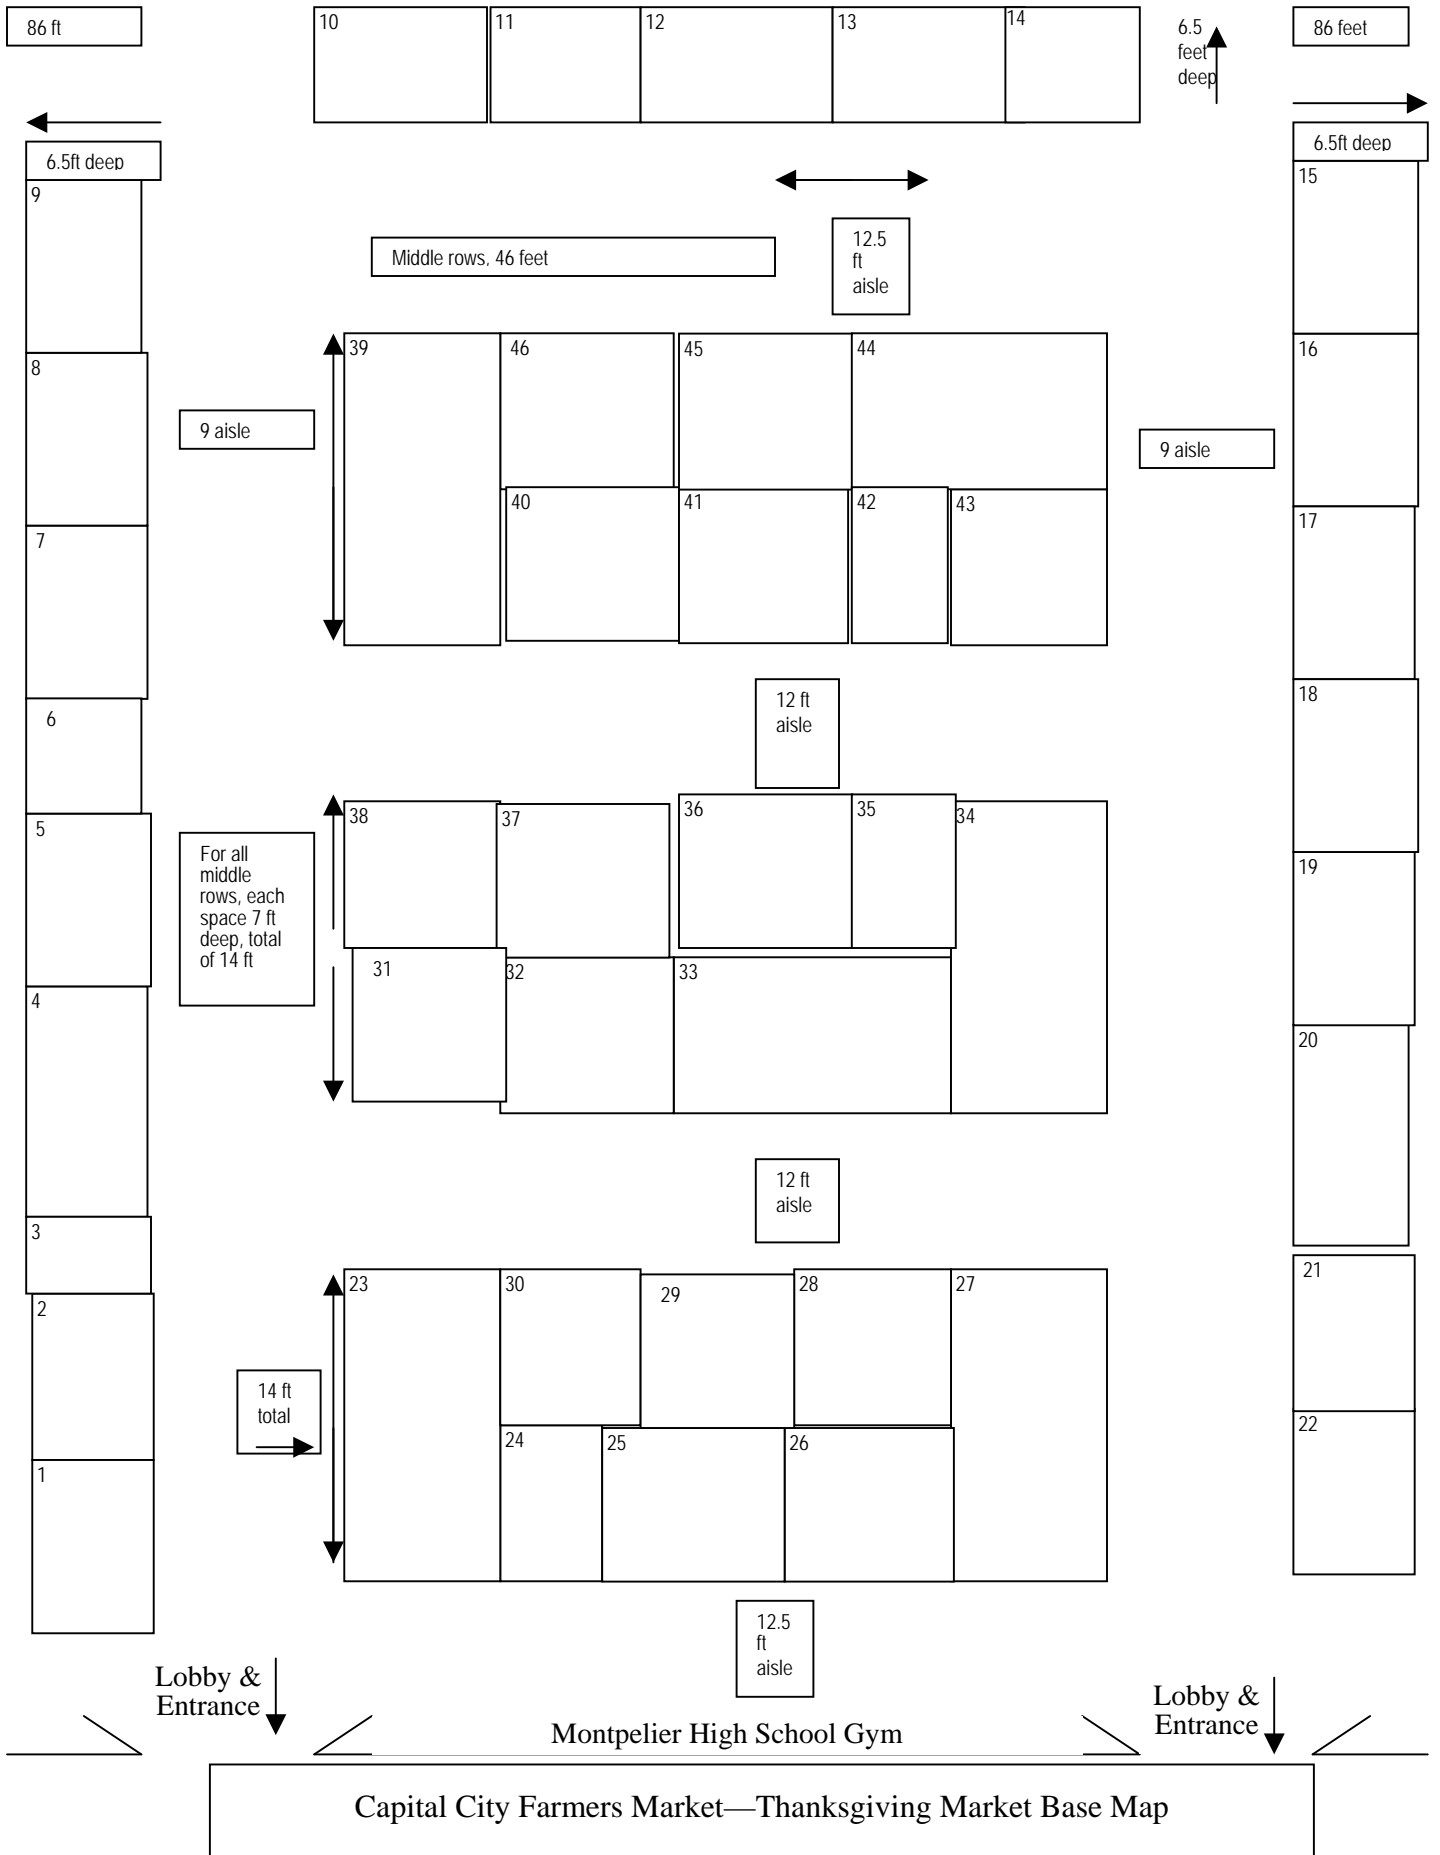 86 ft
10
11
12
13
14
6.5
feet
deep
86 feet
6.5ft deep
6.5ft deep
9
15
Middle rows, 46 feet
12.5
ft
aisle
39
46
45
44
16
8
9 aisle
9 aisle
40
41
42
43
17
7
12 ft
aisle
18
6
38
37
36
35
34
5
For all
middle
rows, each
space 7 ft
deep, total
of 14 ft
19
31
32
33
4
20
12 ft
aisle
3
23
30
29
28
27
21
2
14 ft
total
24
25
26
22
1
12.5
ft
aisle
Lobby &
Entrance
Lobby &
Entrance
Montpelier High School Gym
Capital City Farmers Market—Thanksgiving Market Base Map